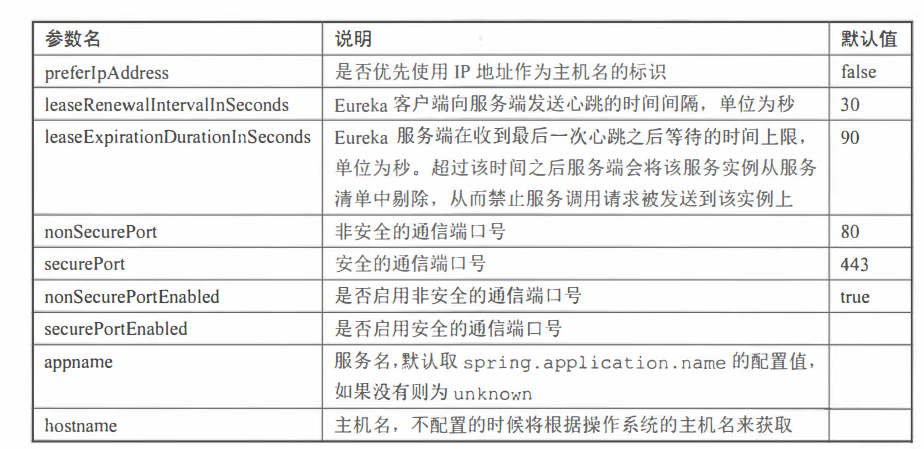 参数名 说明 默认值
preferIpAddress 是否优先使用 IP 地址作为主机名的标识 false
leaseRenewalIntervalInSeconds Eureka 客户端向服务端发送心跳的时间间隔，单位为秒 30
leaseExpirationDurationInSeconds Eureka 服务端在收到最后一次心跳之后等待的时间上限， 90
单位为秒。超过该时间之后服务端会将该服务实例从服务
清单中剔除，从而禁止服务调用请求被发送到该实例上
nonSecurePort 非安全的通信端口号 80
securePort 安全的通信端口号 443
nonSecurePortEnabled 是否启用非安全的通信端口号 true
securePortEnabled 是否启用安全的通信端口号
appname 服务名，默认取 spring.application.name 的配置值，
如果没有则为 unknown
hostname 主机名，不配置的时候将根据操作系统的主机名来获取